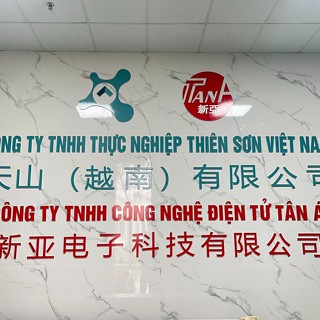 TANA
新亚
NG TY TNHH THỰC NGHIỆP THIÊN SƠN VIỆT NA
天山（越南）有限公司
CÔNG TY TNHH CÔNG NGHỆ ĐIỆN TỬ TÂN Á
新亚电子科技有限公司